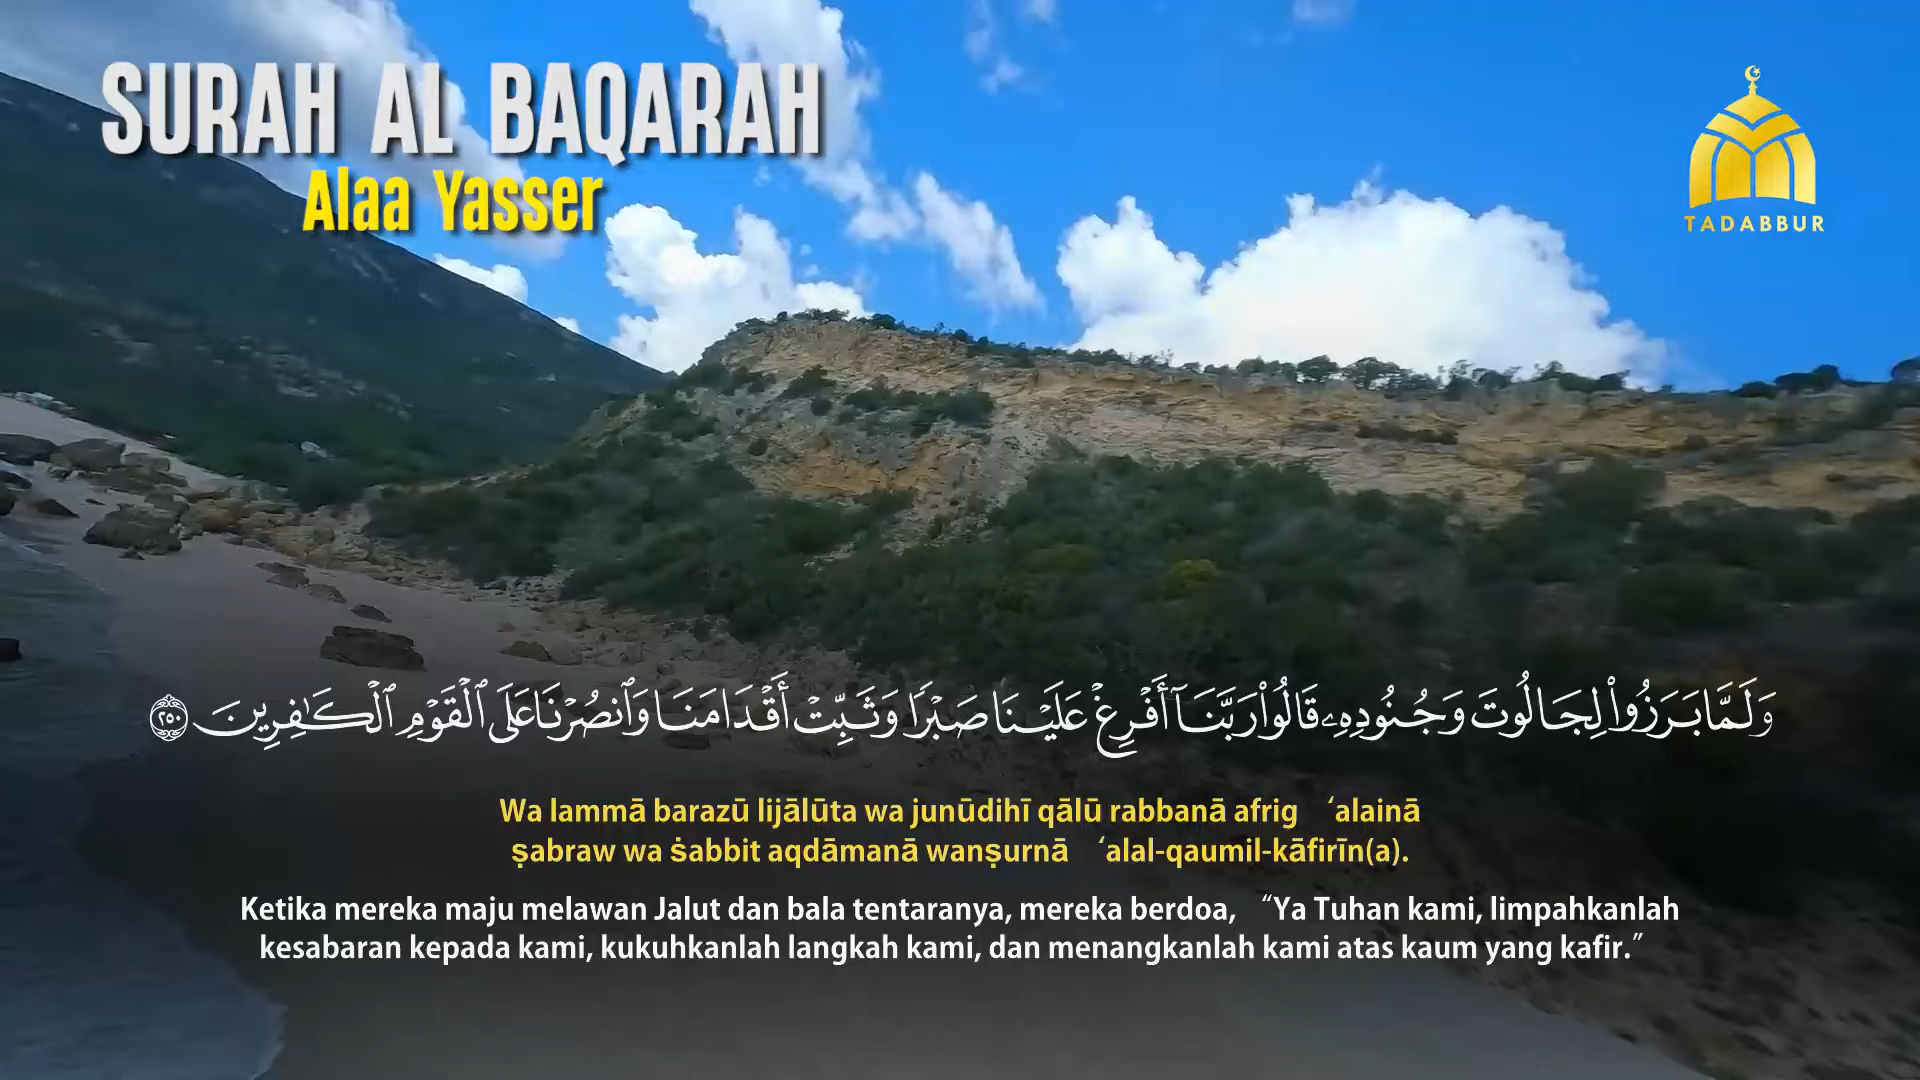 SURAH AL BAQARAH
Alaa Yasser
TADABBUR
وَلَمَّا بَرَزُوا۟ لِجَالُوتَ وَجُنُودِهِۦ قَالُوا۟ رَبَّنَآ أَفْرِغْ عَلَيْنَا صَبْرًا وَثَبِّتْ أَقْدَامَنَا وَٱنصُرْنَا عَلَى ٱلْقَوْمِ ٱلْكَـٰفِرِينَ ٢٥٠
Wa lammā barazū lijālūta wa junūdihī qālū rabbanā afrig ‘alainā
ṣabraw wa ṡabbit aqdāmanā wanṣurnā ‘alal-qaumil-kāfirīn(a).
Ketika mereka maju melawan Jalut dan bala tentaranya, mereka berdoa, “Ya Tuhan kami, limpahkanlah
kesabaran kepada kami, kukuhkanlah langkah kami, dan menangkanlah kami atas kaum yang kafir.”